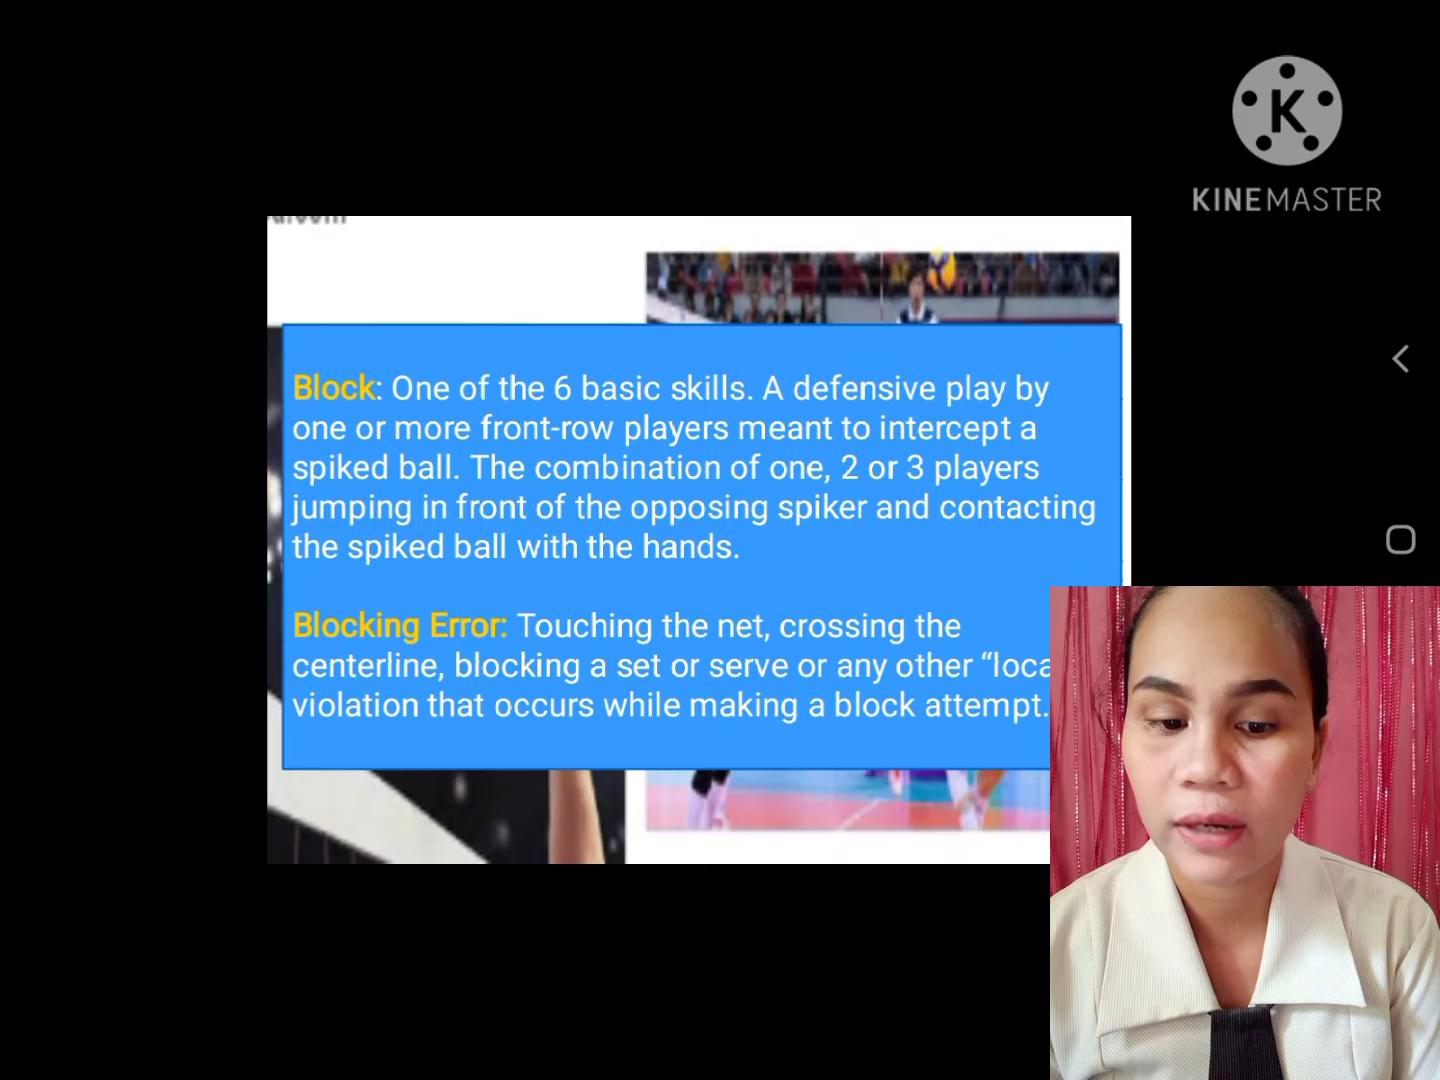 KINEMASTER
Block: One of the 6 basic skills. A defensive play by
one or more front-row players meant to intercept a
spiked ball. The combination of one, 2 or 3 players
jumping in front of the opposing spiker and contacting
the spiked ball with the hands.
Blocking Error: Touching the net, crossing the
centerline, blocking a set or serve or any other
violation that occurs while making a block attempt.